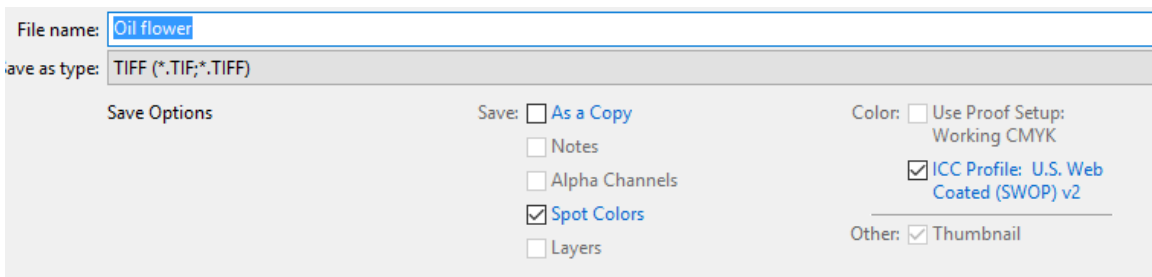 File name: Oil flower
ave as type: TIFF (*.TIF;*.TIFF)
Save Options
Save: As a Copy
Notes
Alpha Channels
Spot Colors
Layers
Color: Use Proof Setup:
Working CMYK
ICC Profile: U.S. Web
Coated (SWOP) v2
Other: Thumbnail